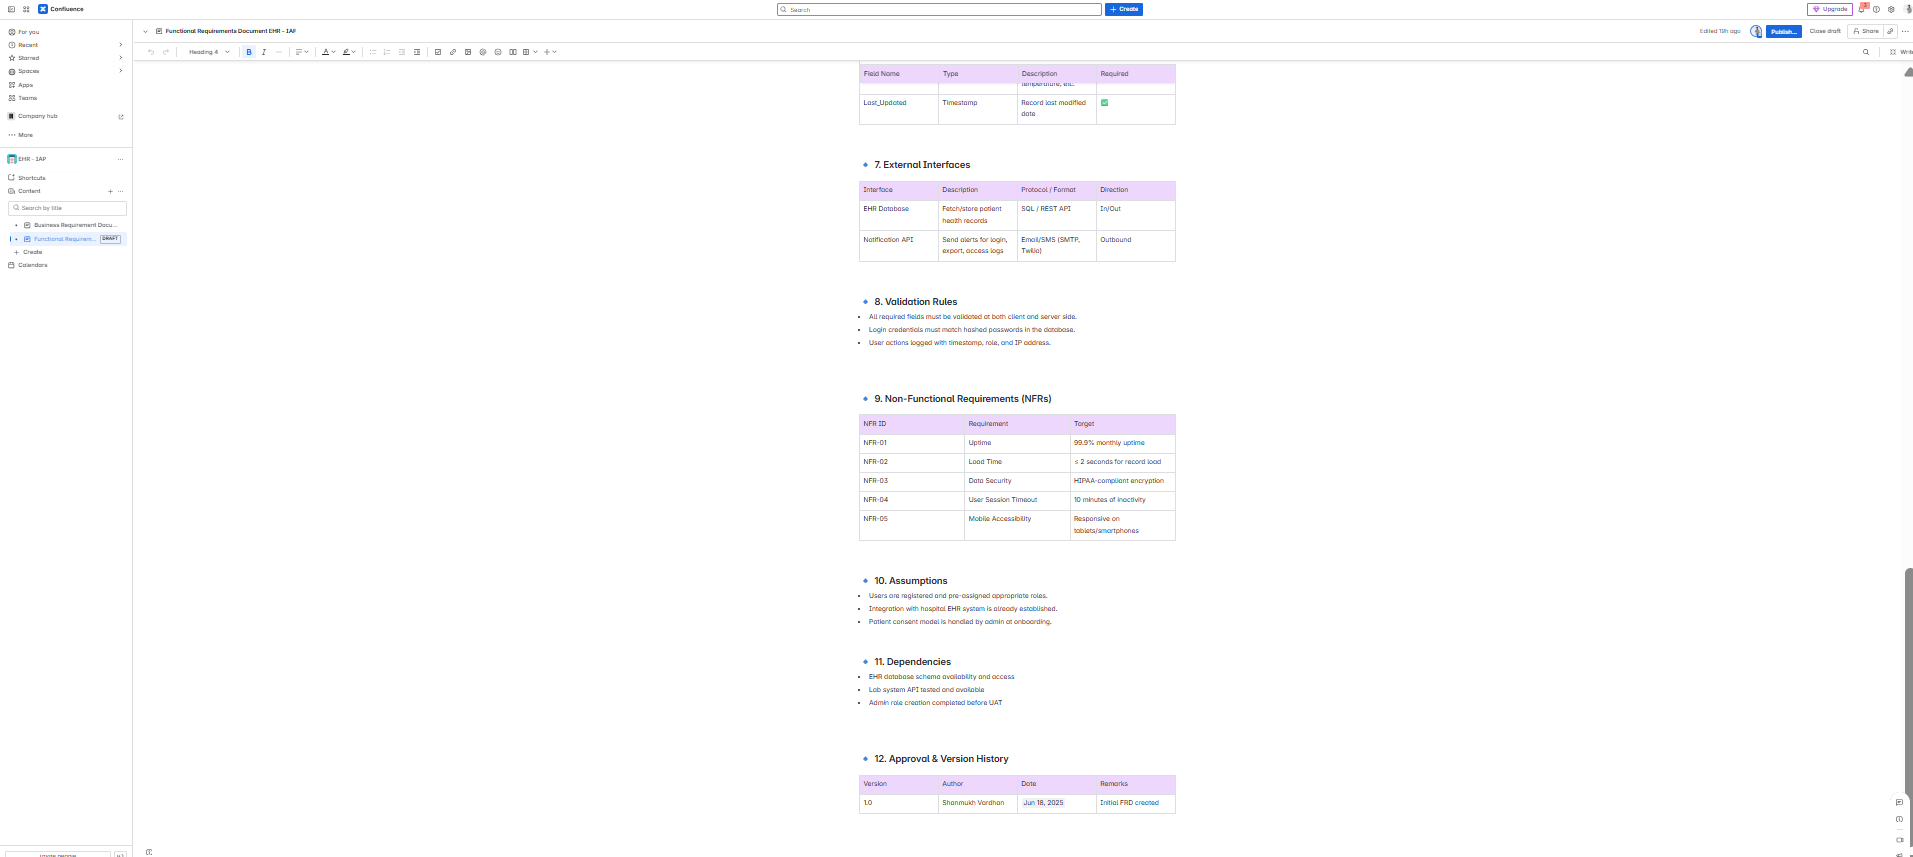 Confluence
Search
+ Create
Upgrade
For you
Recent
Starred
Spaces
Apps
Teams
Company hub
More
EHR - IAP
Shortcuts
Content
Search by title
Business Requirement Docu...
Functional Requirem... DRAFT
Create
Calendars
Functional Requirements Document EHR - IAP
Edited 19h ago
Publish...
Close draft
Share
Heading 4
B
I
A
Field Name Type Description Required
temperature, etc.
Last_Updated Timestamp Record last modified date ✅
7. External Interfaces
Interface Description Protocol / Format Direction
EHR Database Fetch/store patient health records SQL / REST API In/Out
Notification API Send alerts for login, export, access logs Email/SMS (SMTP, Twilio) Outbound
8. Validation Rules
• All required fields must be validated at both client and server side.
• Login credentials must match hashed passwords in the database.
• User actions logged with timestamp, role, and IP address.
9. Non-Functional Requirements (NFRs)
NFR ID Requirement Target
NFR-01 Uptime 99.9% monthly uptime
NFR-02 Load Time ≤ 2 seconds for record load
NFR-03 Data Security HIPAA-compliant encryption
NFR-04 User Session Timeout 10 minutes of inactivity
NFR-05 Mobile Accessibility Responsive on tablets/smartphones
10. Assumptions
• Users are registered and pre-assigned appropriate roles.
• Integration with hospital EHR system is already established.
• Patient consent model is handled by admin at onboarding.
11. Dependencies
• EHR database schema availability and access
• Lab system API tested and available
• Admin role creation completed before UAT
12. Approval & Version History
Version Author Date Remarks
1.0 Shanmukh Vardhan Jun 18, 2025 Initial FRD created